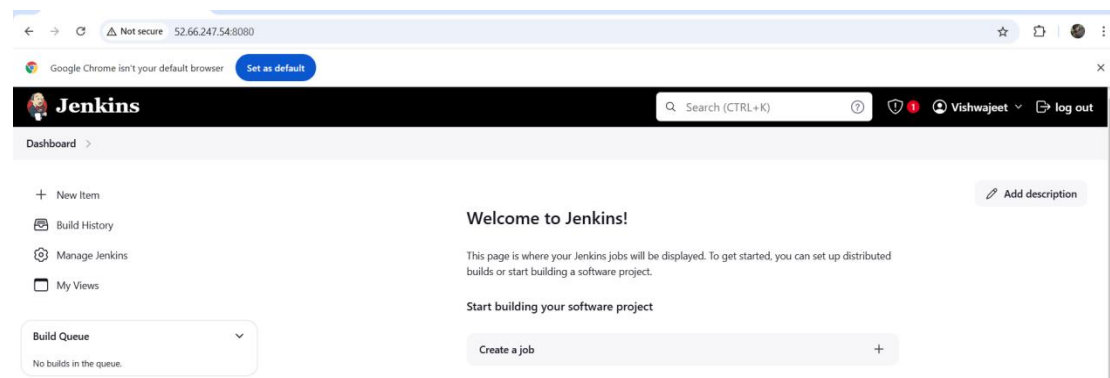 Not secure 52.66.247.54:8080
Google Chrome isn't your default browser Set as default
Jenkins Search (CTRL+K) ? 1 Vishwajeet log out
Dashboard >
+ New Item
Add description
Build History
Welcome to Jenkins!
Manage Jenkins
This page is where your Jenkins jobs will be displayed. To get started, you can set up distributed
builds or start building a software project.
My Views
Start building your software project
Build Queue
Create a job +
No builds in the queue.